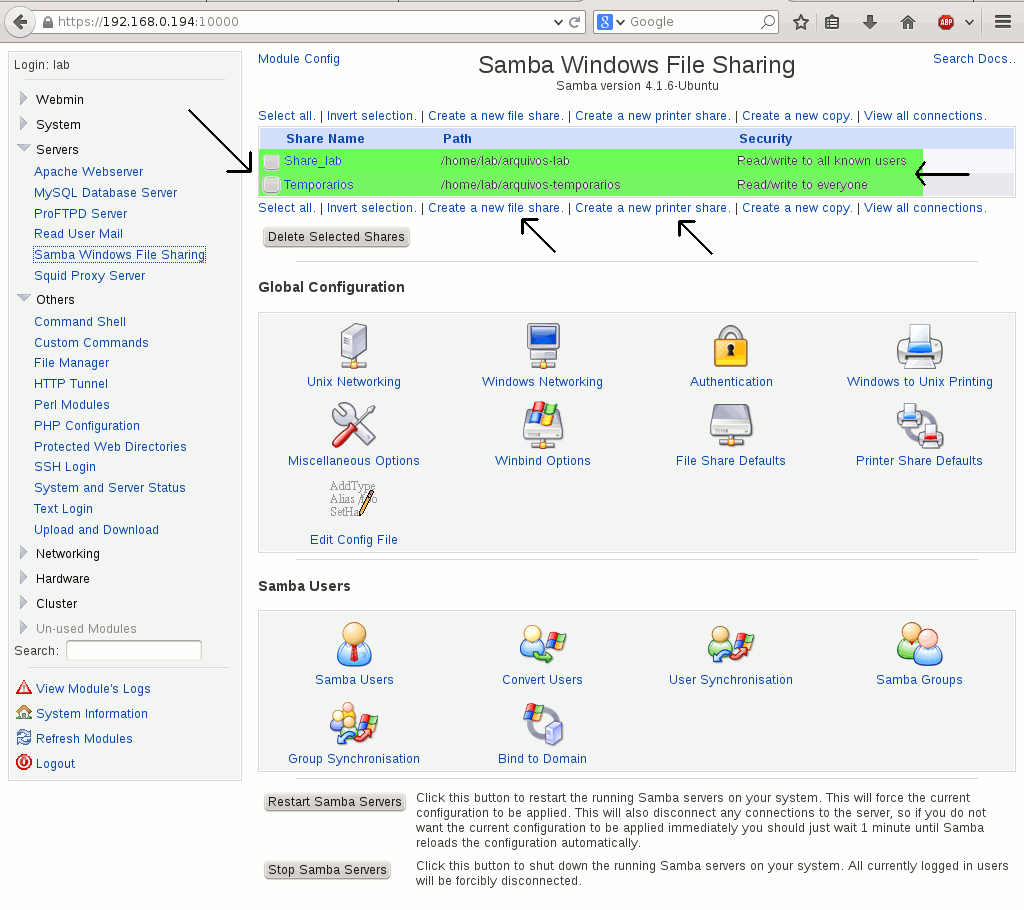 https://192.168.0.194:10000
Google
ABP
Login: lab
Webmin
System
Servers
Apache Webserver
MySQL Database Server
ProFTPD Server
Read User Mail
Samba Windows File Sharing
Squid Proxy Server
Others
Command Shell
Custom Commands
File Manager
HTTP Tunnel
Perl Modules
PHP Configuration
Protected Web Directories
SSH Login
System and Server Status
Text Login
Upload and Download
Networking
Hardware
Cluster
Un-used Modules
Search:
View Module's Logs
System Information
Refresh Modules
Logout
Module Config
Samba Windows File Sharing
Search Docs..
Samba version 4.1.6-Ubuntu
Select all. | Invert selection. | Create a new file share. | Create a new printer share. | Create a new copy. | View all connections.
Share Name Path Security
Share_lab /home/lab/arquivos-lab Read/write to all known users
Temporarios /home/lab/arquivos-temporarios Read/write to everyone
Select all. | Invert selection. | Create a new file share. | Create a new printer share. | Create a new copy. | View all connections.
Delete Selected Shares
Global Configuration
Unix Networking Windows Networking Authentication Windows to Unix Printing
Miscellaneous Options Winbind Options File Share Defaults Printer Share Defaults
AddType
Alias
SetHa
Edit Config File
Samba Users
Samba Users Convert Users User Synchronisation Samba Groups
Group Synchronisation Bind to Domain
Restart Samba Servers
Click this button to restart the running Samba servers on your system. This will force the current
configuration to be applied. This will also disconnect any connections to the server, so if you do not
want the current configuration to be applied immediately you should just wait 1 minute until Samba
reloads the configuration automatically.
Stop Samba Servers
Click this button to shut down the running Samba servers on your system. All currently logged in users
will be forcibly disconnected.